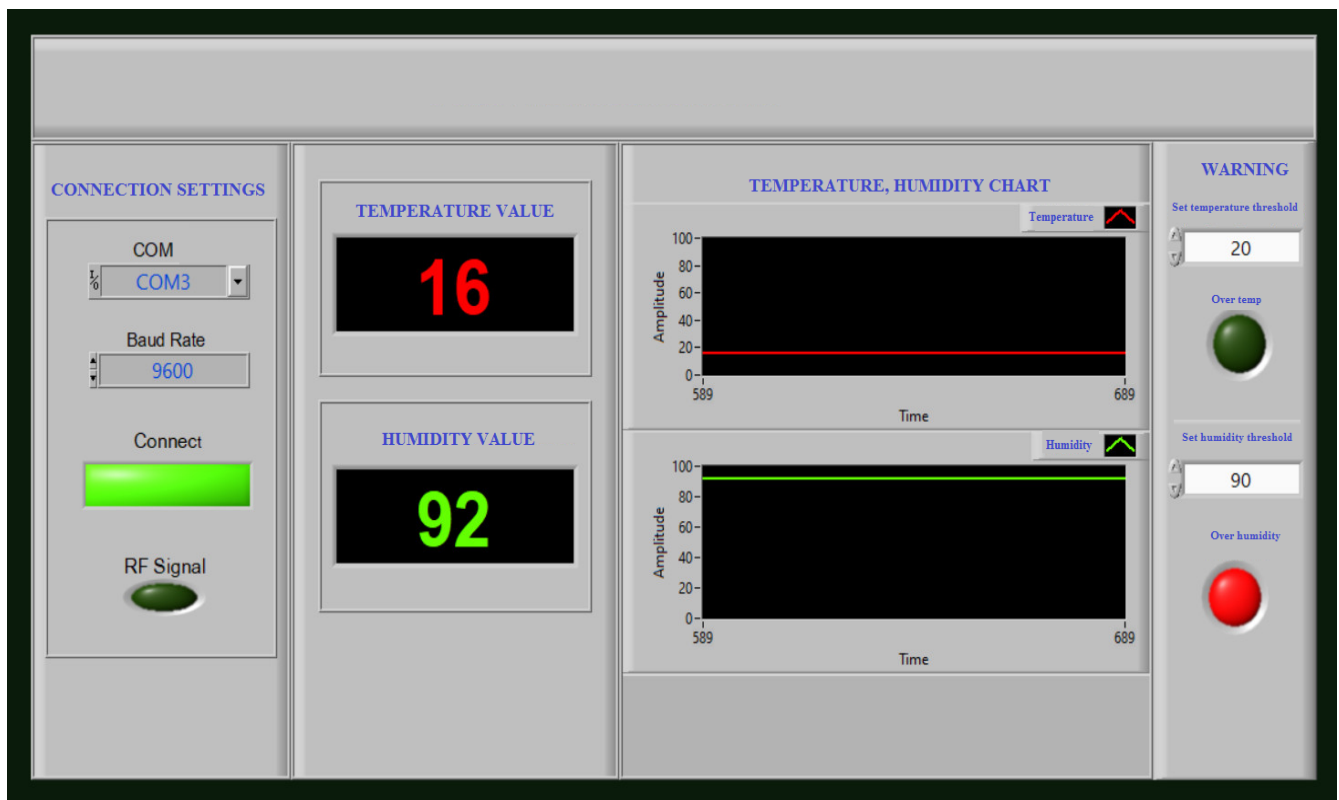 CONNECTION SETTINGS
COM
I/O COM3
Baud Rate
9600
Connect
RF Signal
TEMPERATURE VALUE
16
HUMIDITY VALUE
92
TEMPERATURE, HUMIDITY CHART
Temperature
100
80
60
40
20
0
Amplitude
589 689
Time
Humidity
100
80
60
40
20
0
Amplitude
589 689
Time
WARNING
Set temperature threshold
20
Over temp
Set humidity threshold
90
Over humidity